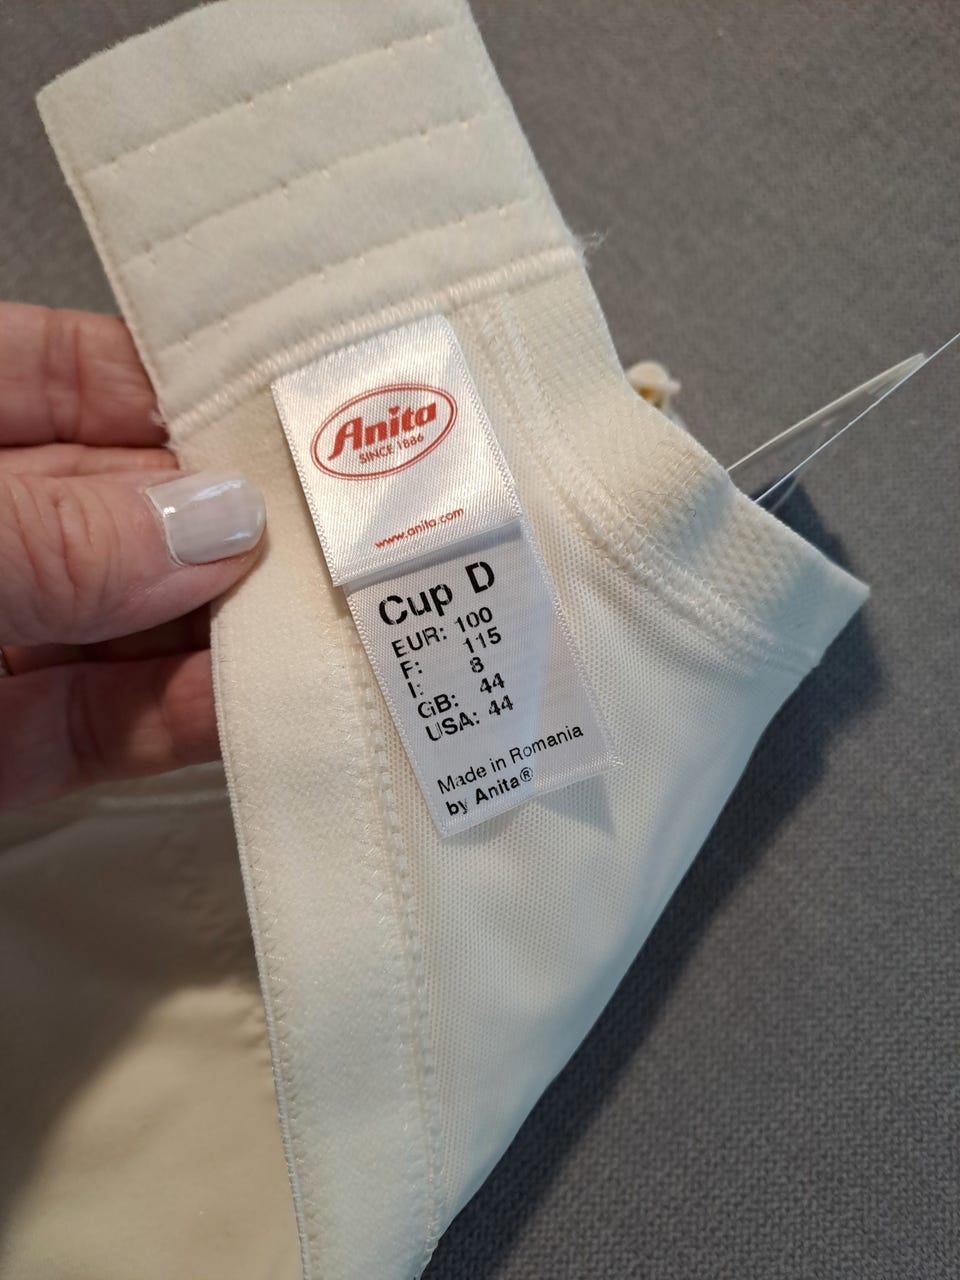 Anita
SINCE 1886
www.anita.com
Cup D
EUR: 100
F: 115
I: 8
GB: 44
USA: 44
Made in Romania
by Anita®